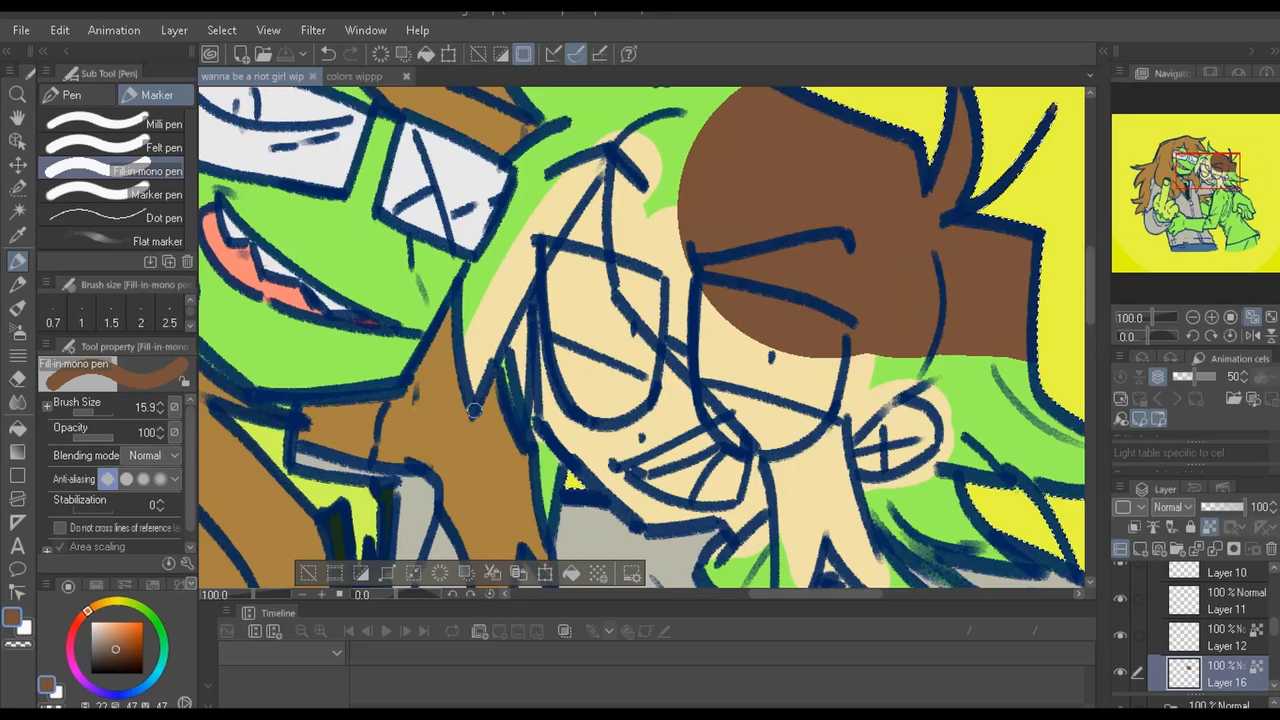 File Edit Animation Layer Select View Filter Window Help
Sub Tool [Pen]
Pen Marker
Milli pen
Felt pen
Fill-in-mono pen
Marker pen
Dot pen
Flat marker
Brush size [Fill-in-mono pen
0.7 1 1.5 2 2.5
Tool property [Fill-in-mono
Fill-in-mono pen
Brush Size 15.9
Opacity 100
Blending mode Normal
Anti-aliasing
Stabilization
0
Do not cross lines of reference la
Area scaling
wanna be a riot girl wip colors wippp
100.0 0.0
Timeline
/ /
Navigat
100.0
0.0
Animation cels
50
Light table specific to cel
Layer
Normal 100
Layer 10
100 % Normal
Layer 11
Layer 12
Layer 16
100 % Normal